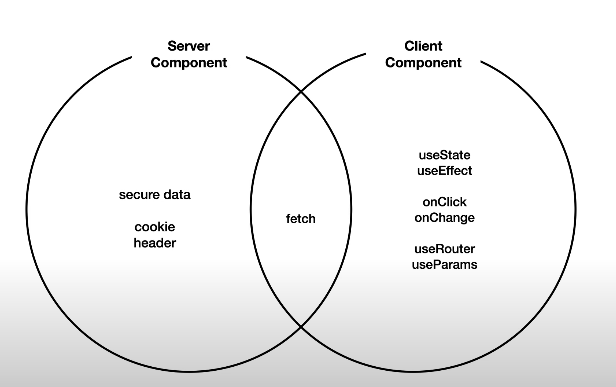 Server
Component
Client
Component
secure data
cookie
header
fetch
useState
useEffect
onClick
onChange
useRouter
useParams